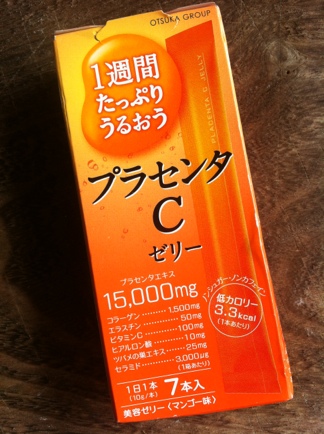 OTSUKA GROUP
1週間
たっぷり
うるおう
PLACENTA C JELLY
プラセンタ
C
ゼリー
プラセンタエキス
15,000mg
コラーゲン………1,500mg
エラスチン…………50mg
ビタミンC…………100mg
ヒアルロン酸………10mg
ツバメの巣エキス……25mg
セラミド…………3,000μg
(1箱あたり)
ノンシュガーノンカフェイン
低カロリー
3.3kcal
(1本あたり)
1日1本
(10g/本)
7本入
美容ゼリー〈マンゴー味〉